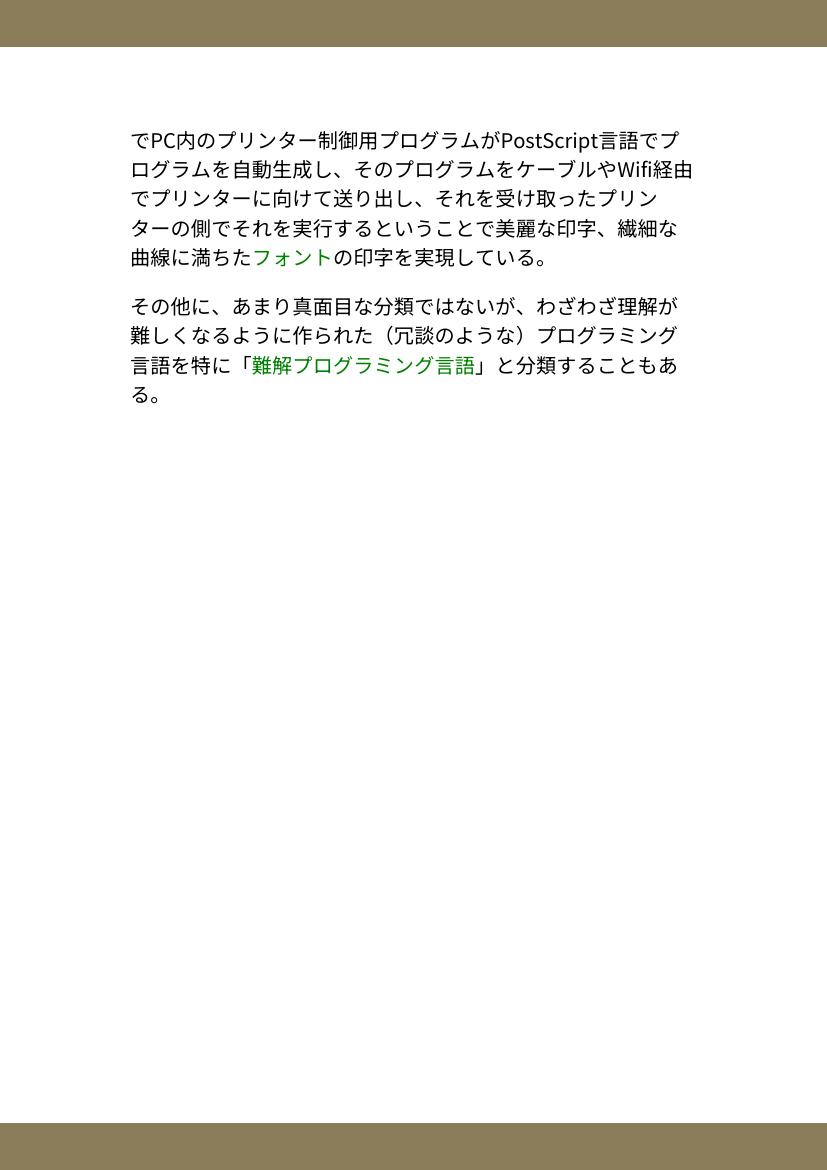 でPC内のプリンター制御用プログラムがPostScript言語でプ
ログラムを自動生成し、そのプログラムをケーブルやWifi経由
でプリンターに向けて送り出し、それを受け取ったプリン
ターの側でそれを実行するということで美麗な印字、繊細な
曲線に満ちたフォントの印字を実現している。
その他に、あまり真面目な分類ではないが、わざわざ理解が
難しくなるように作られた（冗談のような）プログラミング
言語を特に「難解プログラミング言語」と分類することもあ
る。